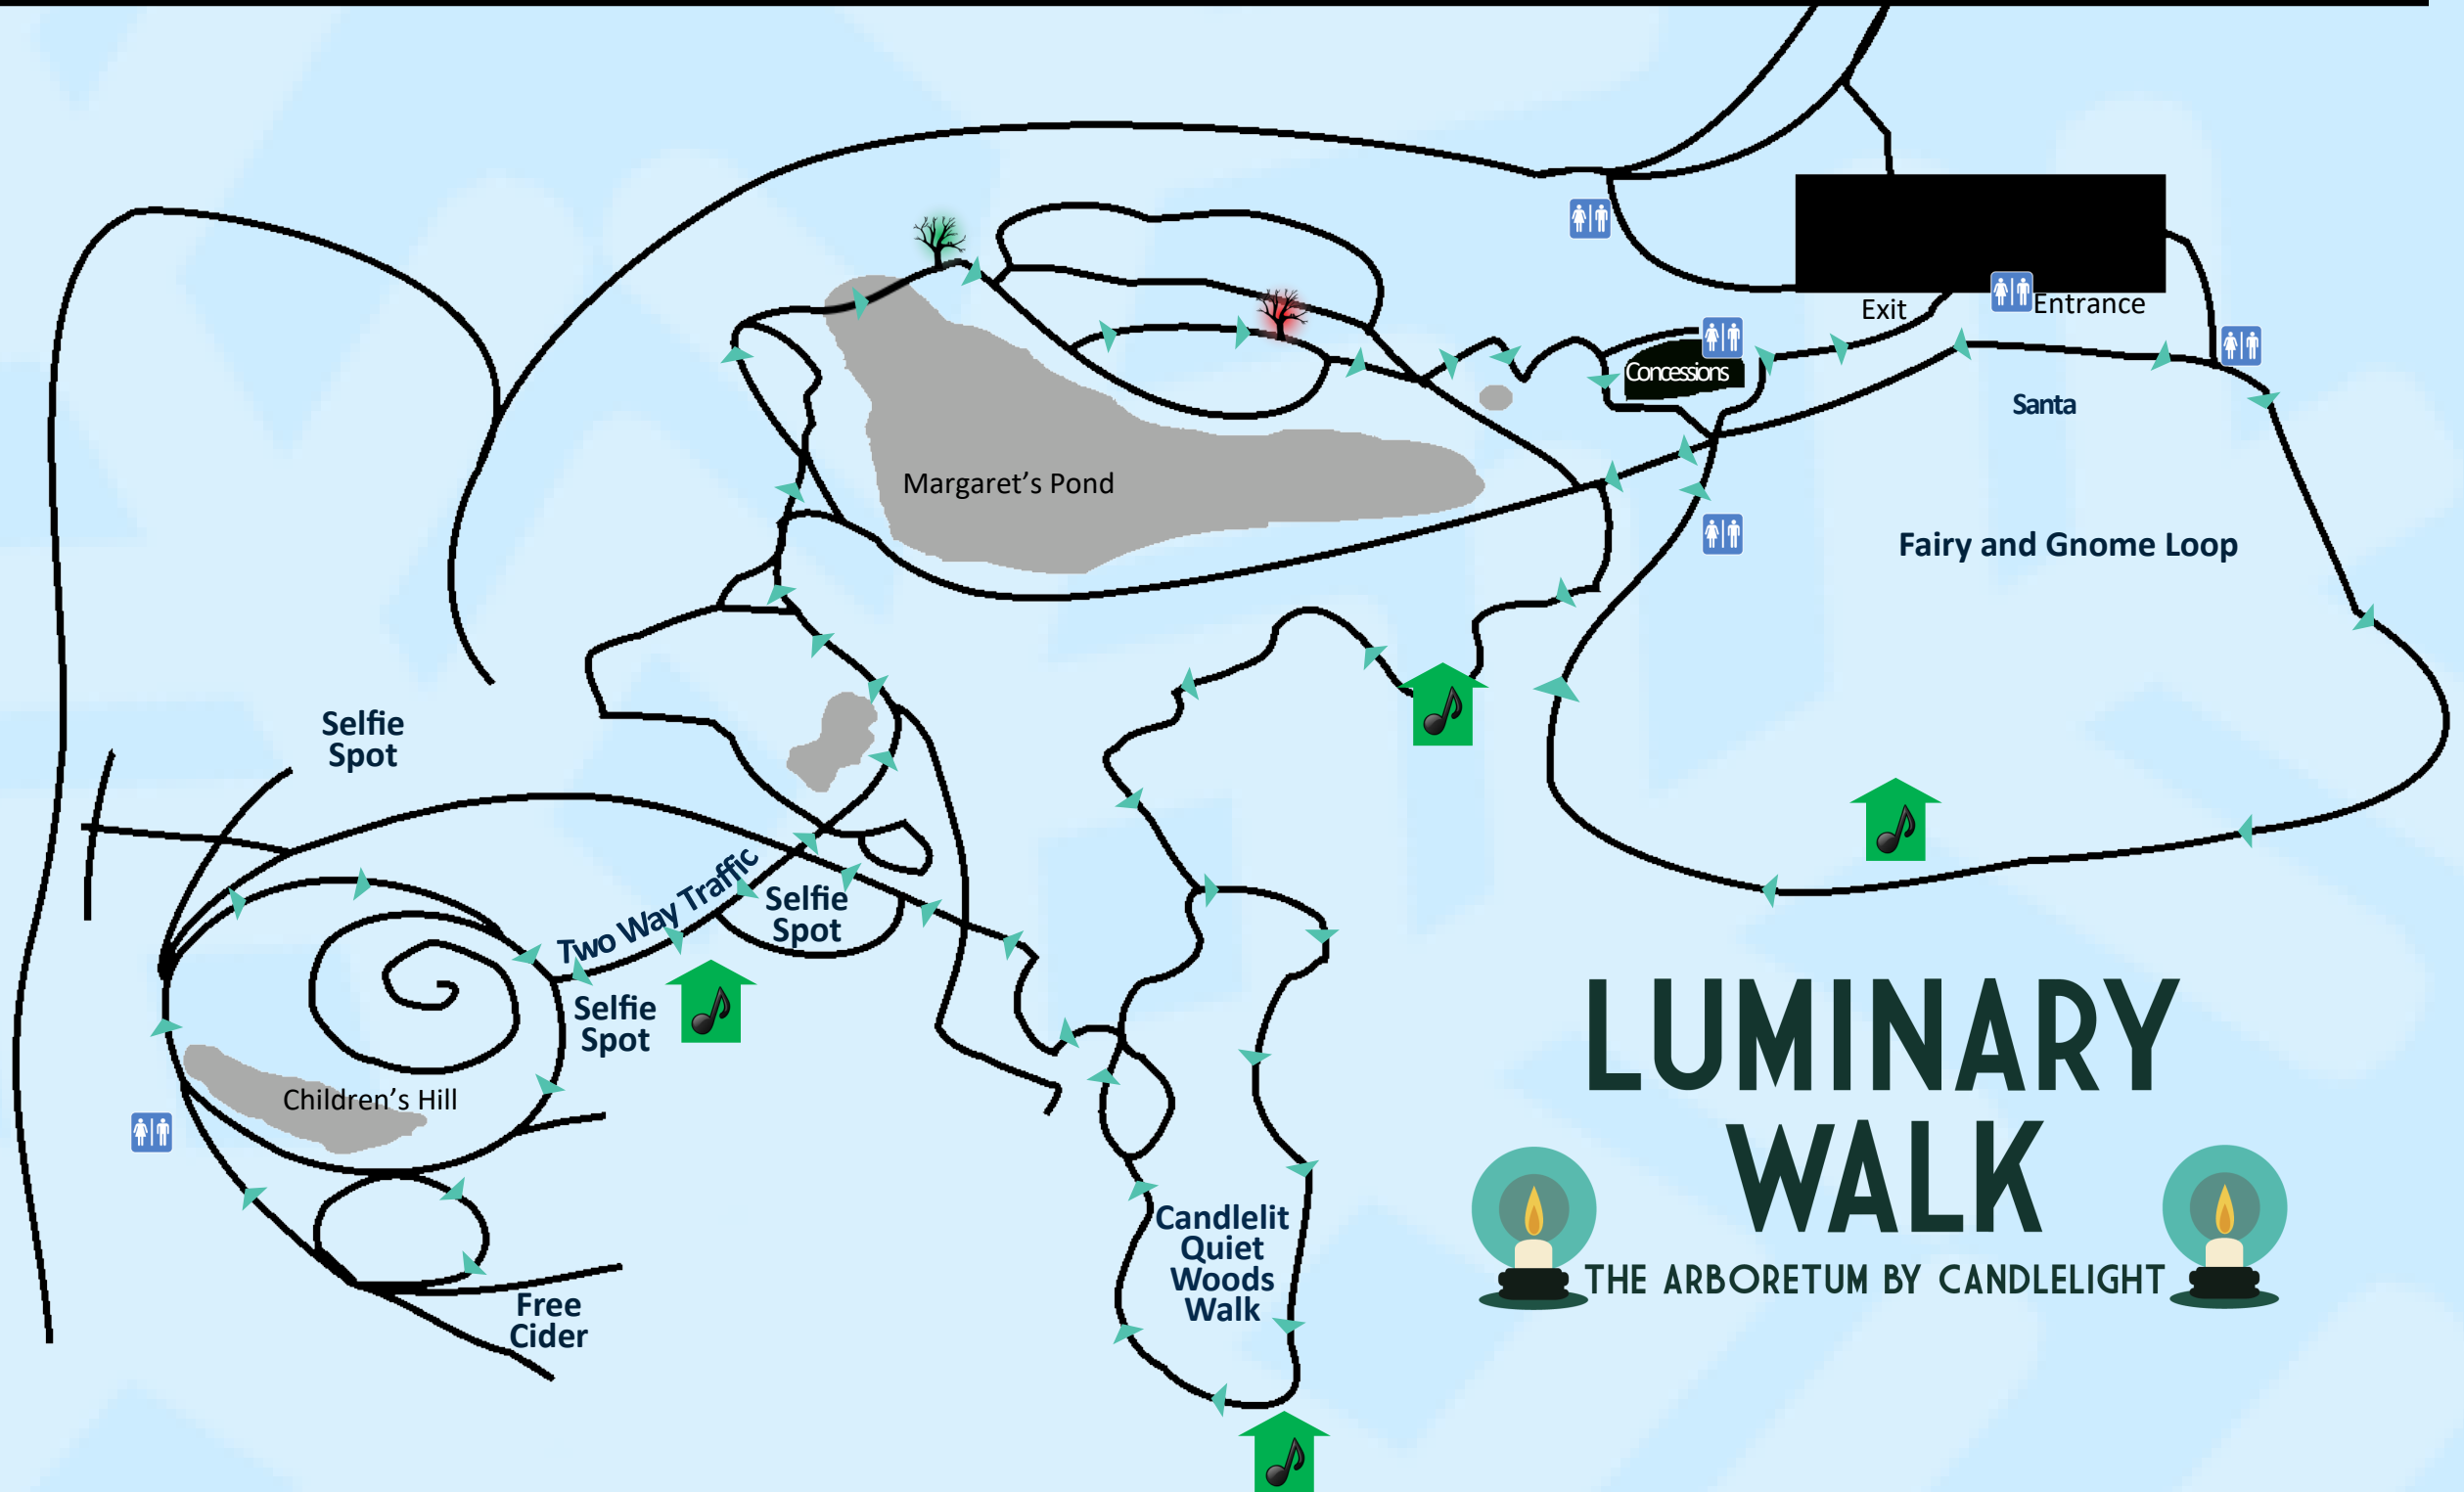 Exit
Entrance
Concessions
Santa
Margaret's Pond
Fairy and Gnome Loop
Selfie
Spot
Two Way Traffic
Selfie
Spot
Selfie
Spot
Children's Hill
Candlelit
Quiet
Woods
Walk
Free
Cider
LUMINARY
WALK
THE ARBORETUM BY CANDLELIGHT